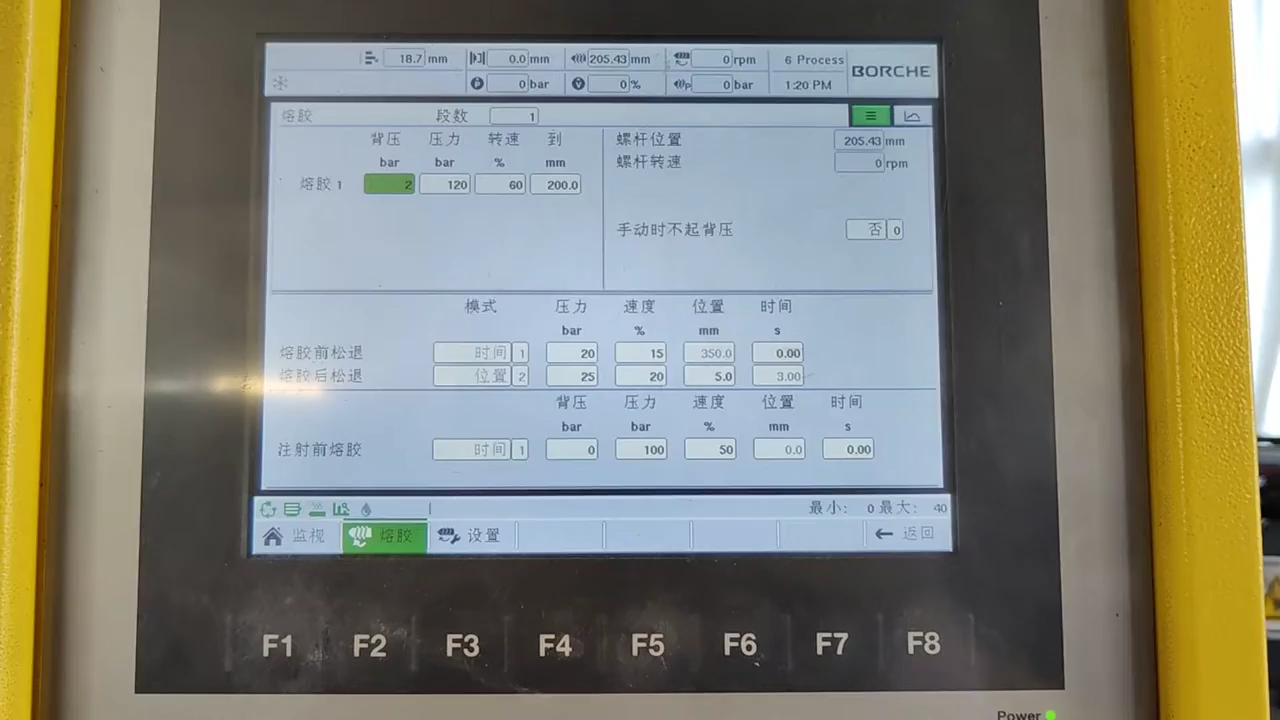 18.7 mm 0.0 mm 205.43 mm 0 rpm 6 Process BORCHE
0 bar 0 % 0 bar 1:20 PM
熔胶 段数 1
背压 压力 转速 到 螺杆位置 205.43 mm
bar bar % mm 螺杆转速 0 rpm
熔胶 1 2 120 60 200.0
手动时不起背压 否 0
模式 压力 速度 位置 时间
bar % mm s
熔胶前松退 时间 1 20 15 350.0 0.00
熔胶后松退 位置 2 25 20 5.0 3.00
背压 压力 速度 位置 时间
bar bar % mm s
注射前熔胶 时间 1 0 100 50 0.0 0.00
最小: 0 最大: 40
监视 熔胶 设置 返回
F1 F2 F3 F4 F5 F6 F7 F8
Power